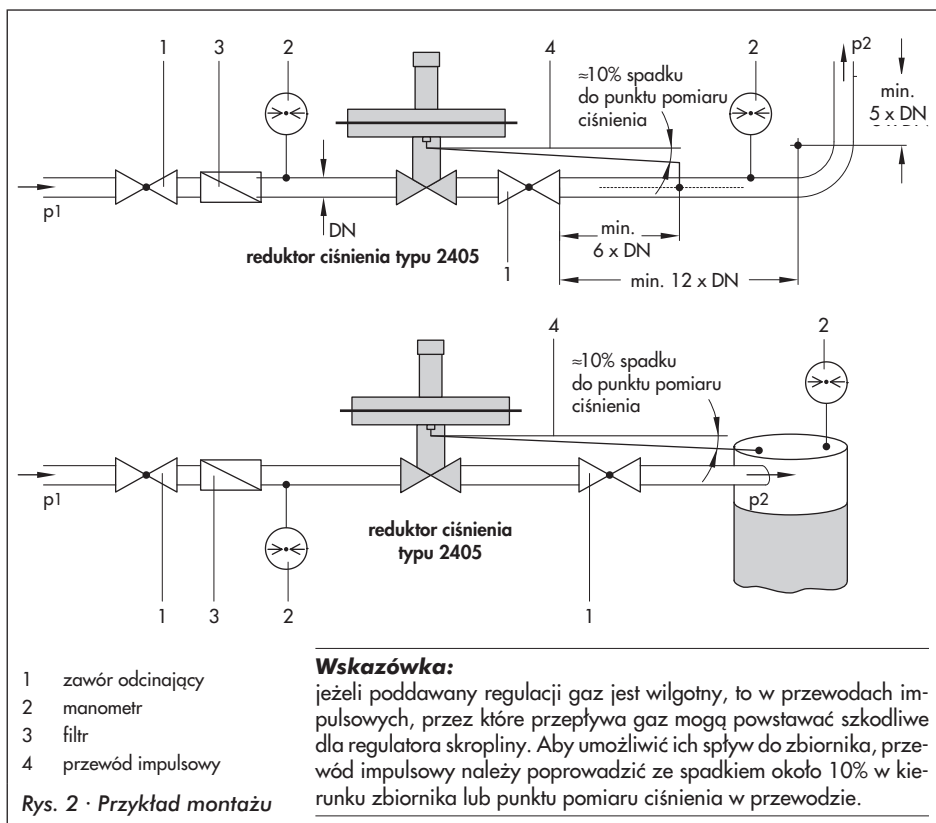 1 3 2 4 2 p2
≈10% spadku
do punktu pomiaru
ciśnienia
min.
5 x DN
p1
DN
reduktor ciśnienia typu 2405
1
min.
6 x DN
min. 12 x DN
4 2
≈10% spadku
do punktu pomiaru
ciśnienia
p1
p2
reduktor ciśnienia
typu 2405
1 3 2 1
1 zawór odcinający
2 manometr
3 filtr
4 przewód impulsowy
Rys. 2 · Przykład montażu
Wskazówka:
jeżeli poddawany regulacji gaz jest wilgotny, to w przewodach im-
pulsowych, przez które przepływa gaz mogą powstawać szkodliwe
dla regulatora skropliny. Aby umożliwić ich spływ do zbiornika, prze-
wód impulsowy należy poprowadzić ze spadkiem około 10% w kie-
runku zbiornika lub punktu pomiaru ciśnienia w przewodzie.